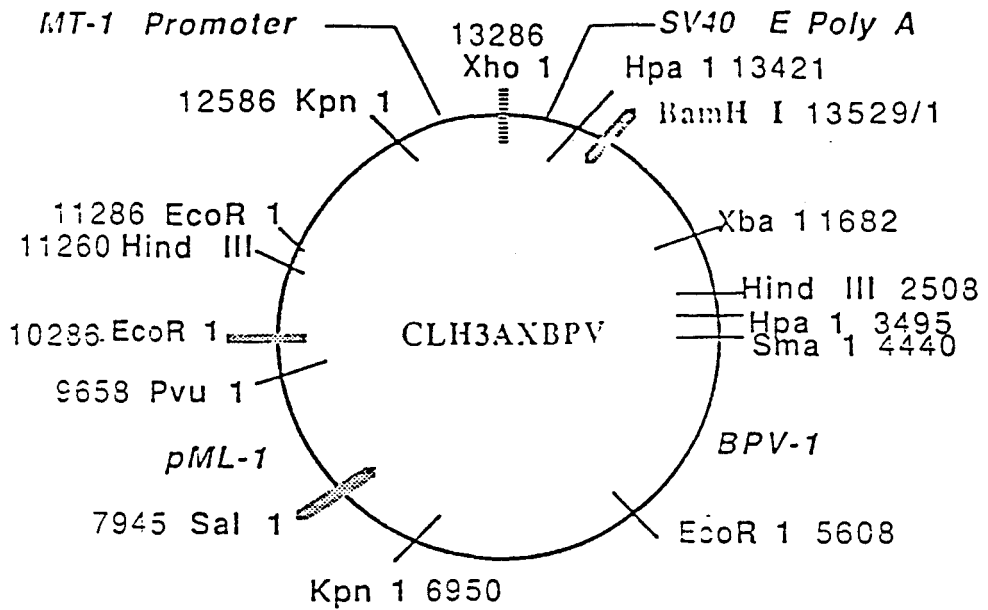 MT-1 Promoter
SV40 E Poly A
13286
Xho 1
Hpa 1 13421
12586 Kpn 1
BamH I 13529/1
11286 EcoR 1
Xba 11682
11260 Hind III
Hind III 2508
10286 EcoR 1
CLH3AXBPV
Hpa 1 3495
Sma 1 4440
9658 Pvu 1
pML-1
BPV-1
7945 Sal 1
EcoR 1 5608
Kpn 1 6950